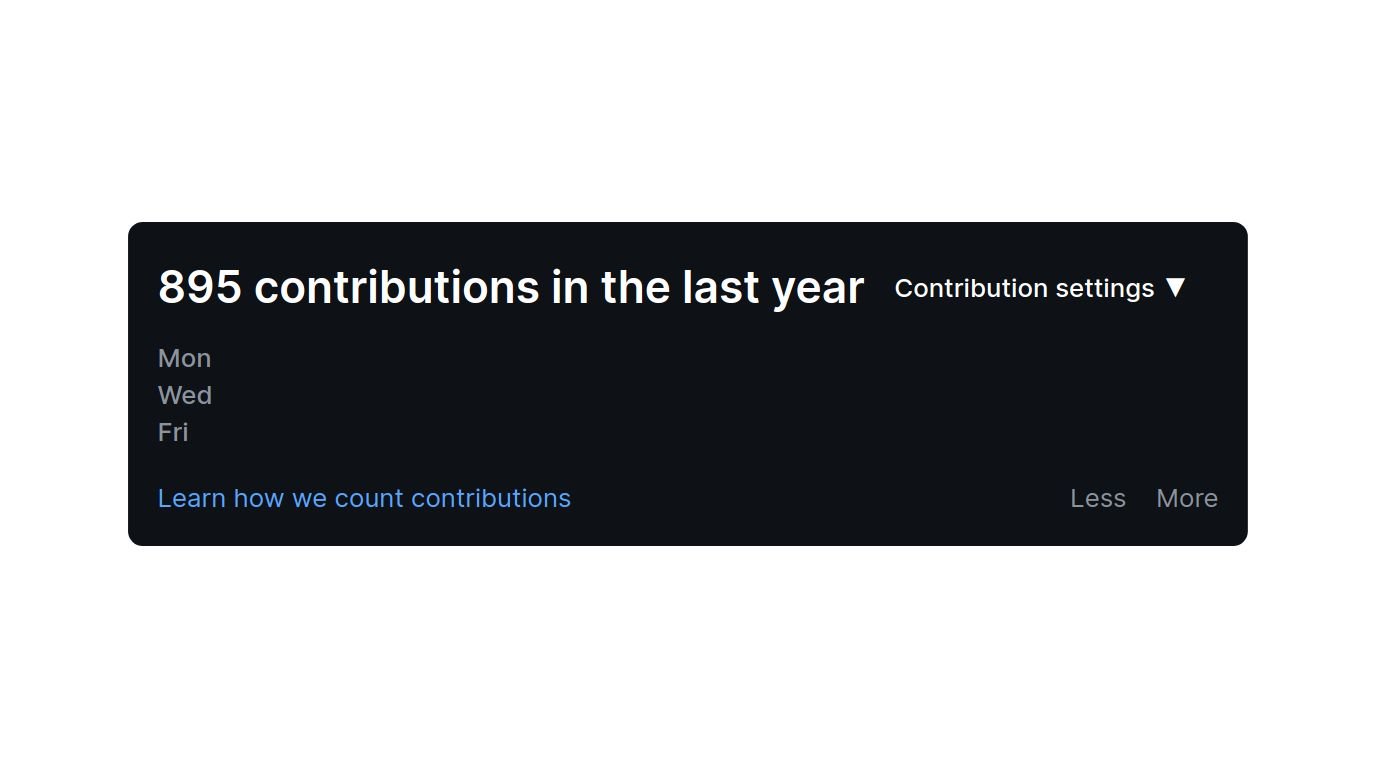 895 contributions in the last year Contribution settings ▼
Mon
Wed
Fri
Learn how we count contributions Less More